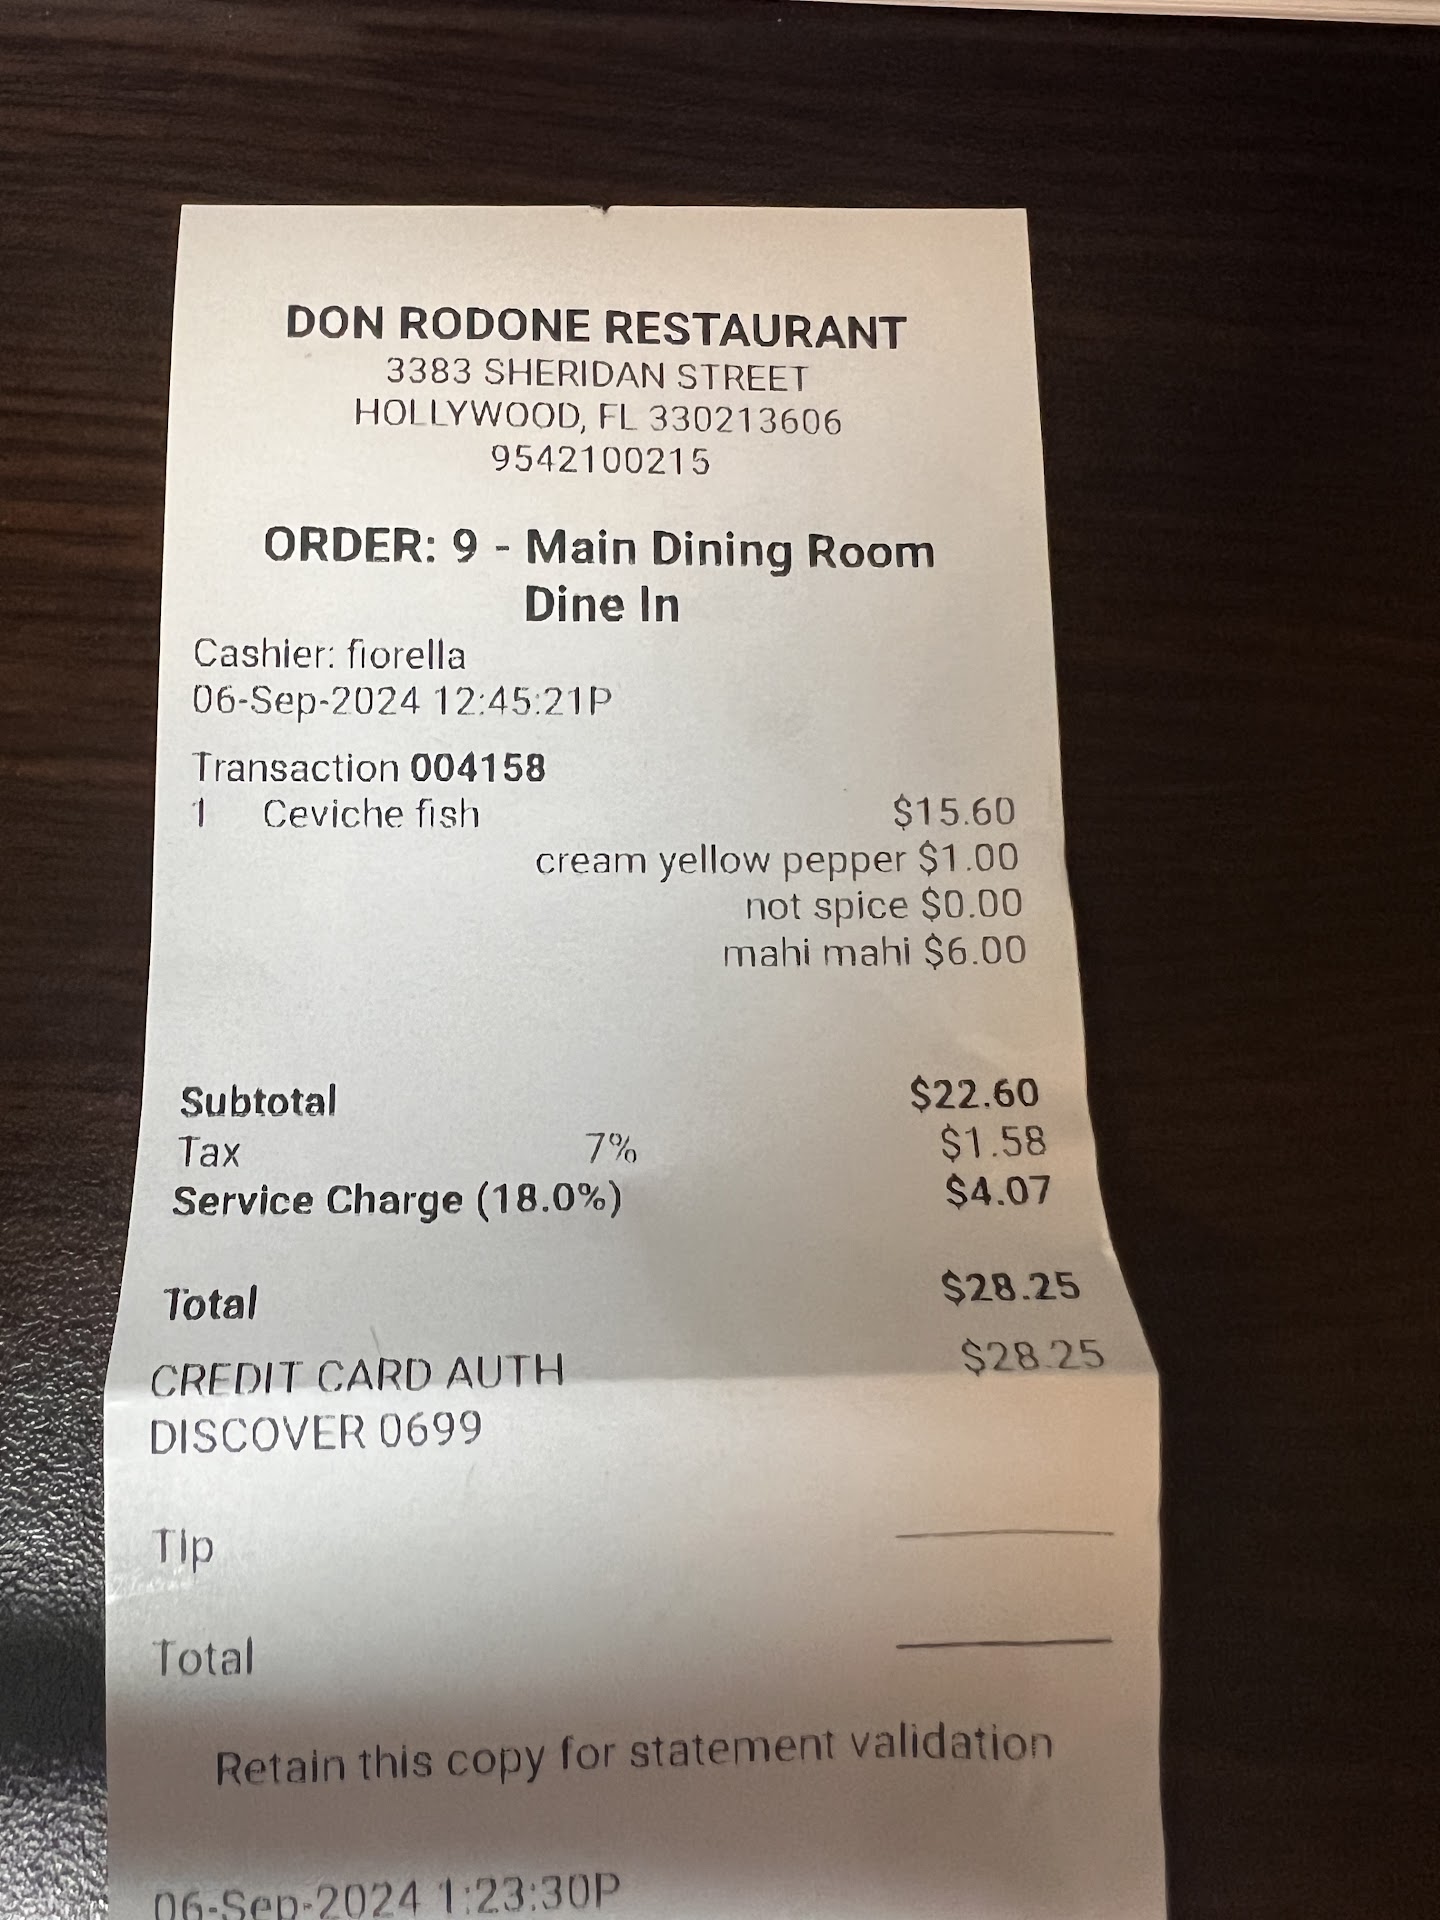 DON RODONE RESTAURANT
3383 SHERIDAN STREET
HOLLYWOOD, FL 330213606
9542100215
ORDER: 9 - Main Dining Room
Dine In
Cashier: fiorella
06-Sep-2024 12:45:21P
Transaction 004158
1 Ceviche fish $15.60
cream yellow pepper $1.00
not spice $0.00
mahi mahi $6.00
Subtotal $22.60
Tax 7% $1.58
Service Charge (18.0%) $4.07
Total $28.25
CREDIT CARD AUTH $28.25
DISCOVER 0699
Tip
Total
Retain this copy for statement validation
06-Sep-2024 1:23:30P